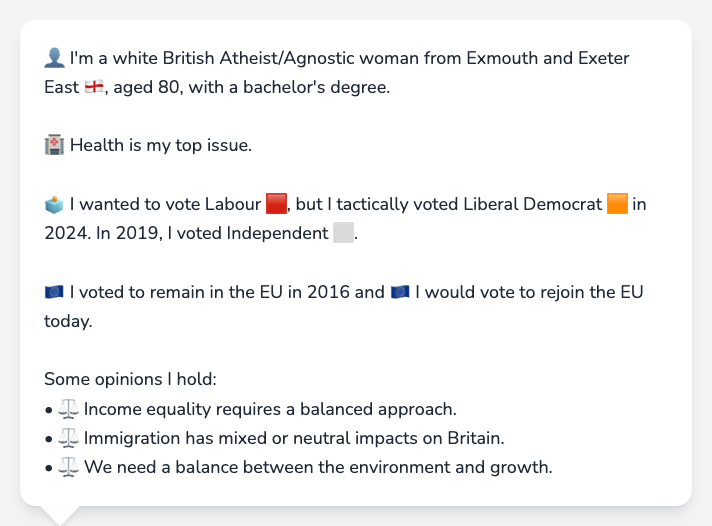 👤 I'm a white British Atheist/Agnostic woman from Exmouth and Exeter
East 🏴󠁧󠁢󠁥󠁮󠁧󠁿, aged 80, with a bachelor's degree.
🏥 Health is my top issue.
🗳️ I wanted to vote Labour 🟥, but I tactically voted Liberal Democrat 🟧 in
2024. In 2019, I voted Independent ⬜.
🇪🇺 I voted to remain in the EU in 2016 and 🇪🇺 I would vote to rejoin the EU
today.
Some opinions I hold:
• ⚖️ Income equality requires a balanced approach.
• ⚖️ Immigration has mixed or neutral impacts on Britain.
• ⚖️ We need a balance between the environment and growth.